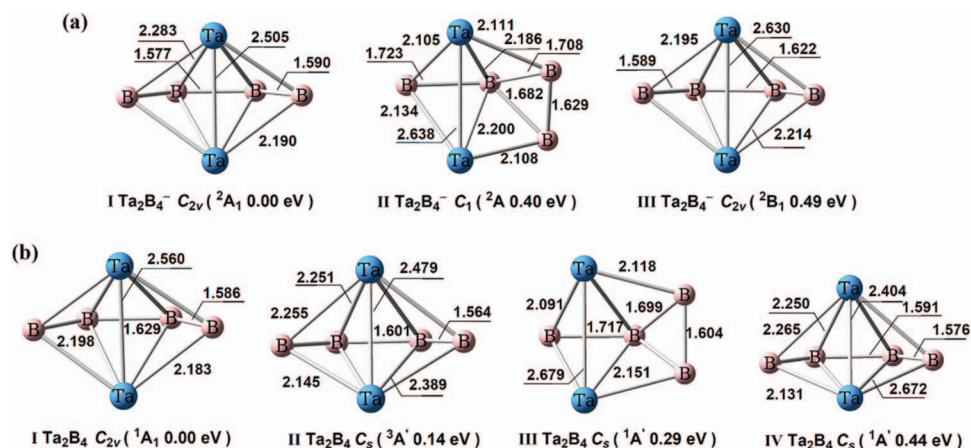 (a)
2.283
1.577
Ta
2.505
1.590
B
B
B
B
2.190
Ta
I Ta₂B₄⁻ C₂ᵥ ( ²A₁ 0.00 eV )
2.111
2.105
Ta
2.186
1.723
1.708
B
B
B
1.682
1.629
2.134
B
2.638
2.200
Ta
2.108
II Ta₂B₄⁻ C₁ ( ²A 0.40 eV )
2.195
Ta
2.630
1.589
1.622
B
B
B
B
2.214
Ta
III Ta₂B₄⁻ C₂ᵥ ( ²B₁ 0.49 eV )
(b)
Ta
2.560
1.586
B
B
B
B
1.629
2.198
2.183
Ta
I Ta₂B₄ C₂ᵥ ( ¹A₁ 0.00 eV )
2.251
Ta
2.479
2.255
1.564
1.601
B
B
B
B
2.145
2.389
Ta
II Ta₂B₄ Cₛ ( ³A' 0.14 eV )
Ta
2.118
2.091
1.699
B
1.717
B
B
1.604
2.679
2.151
B
Ta
III Ta₂B₄ Cₛ ( ¹A' 0.29 eV )
2.250
Ta
2.404
1.591
2.265
1.576
B
B
B
B
2.131
2.672
Ta
IV Ta₂B₄ Cₛ ( ¹A' 0.44 eV )